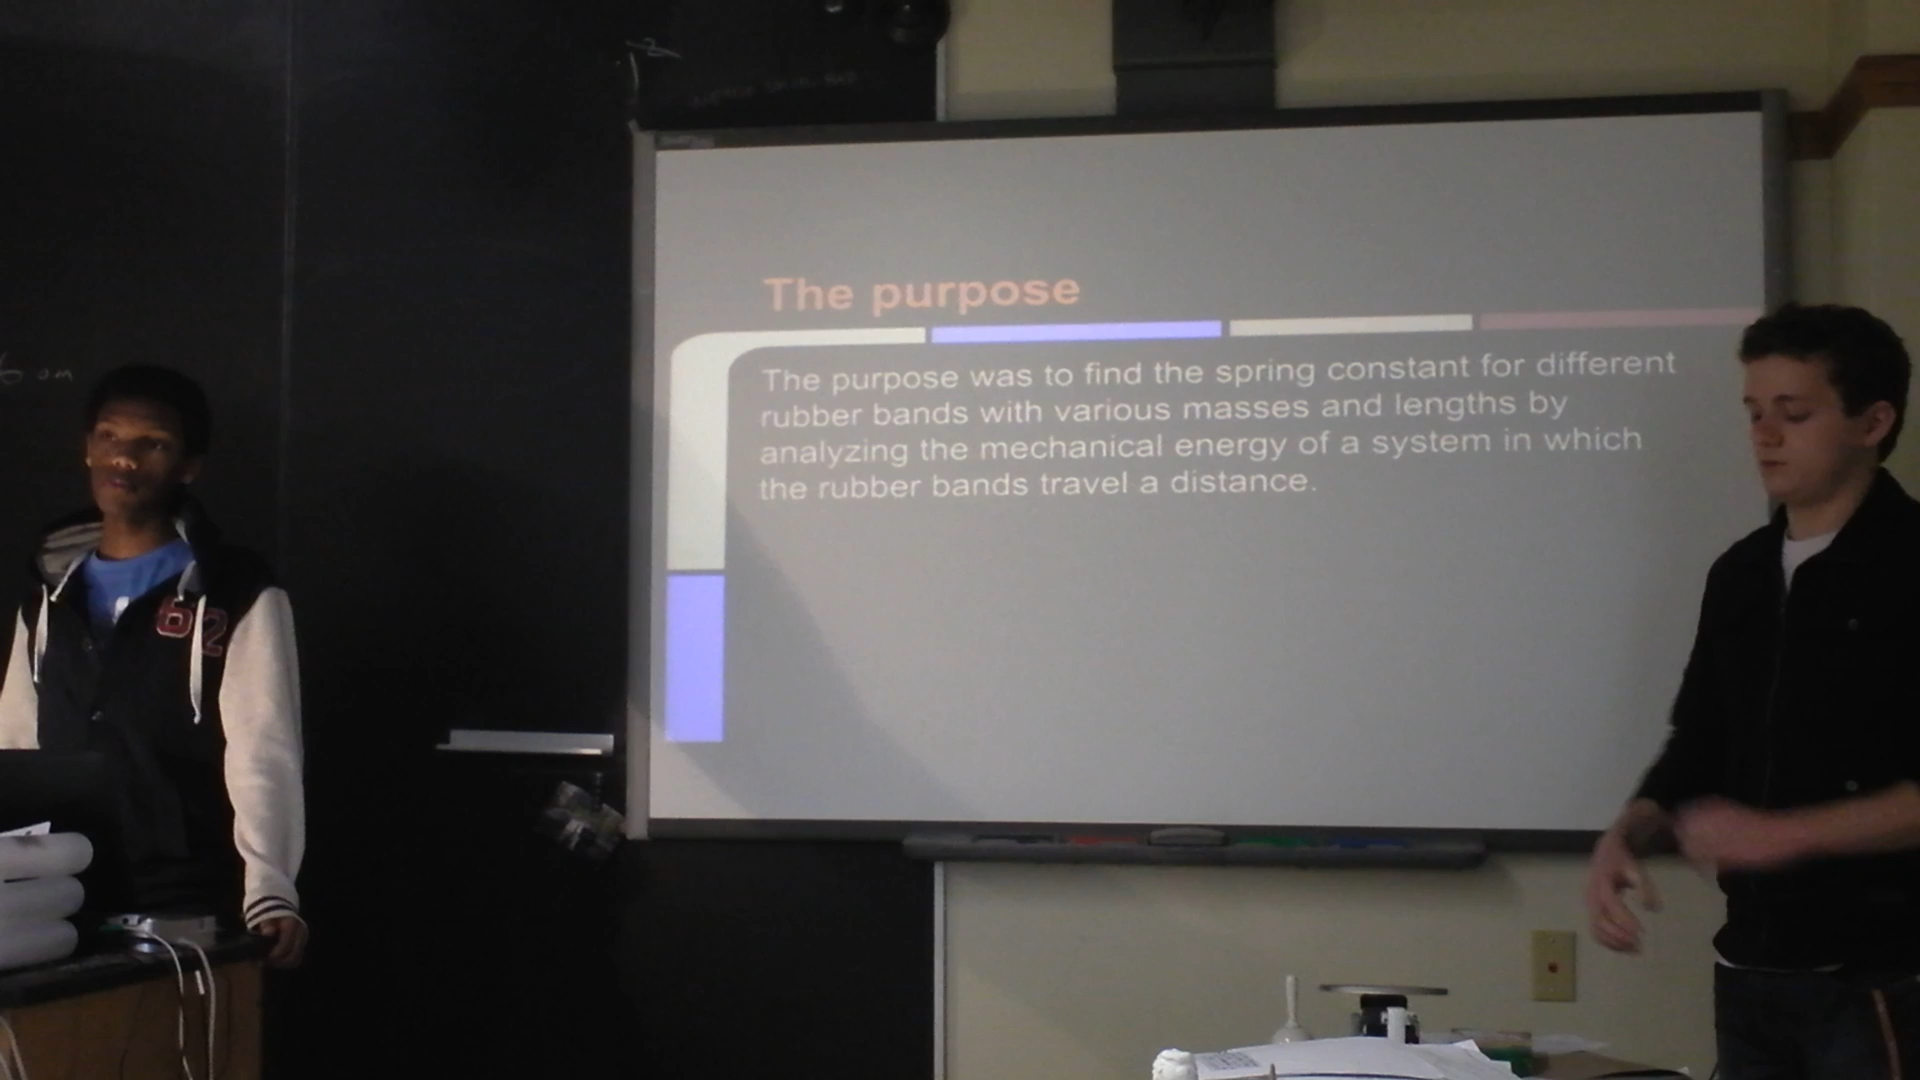 The purpose
The purpose was to find the spring constant for different
rubber bands with various masses and lengths by
analyzing the mechanical energy of a system in which
the rubber bands travel a distance.
62